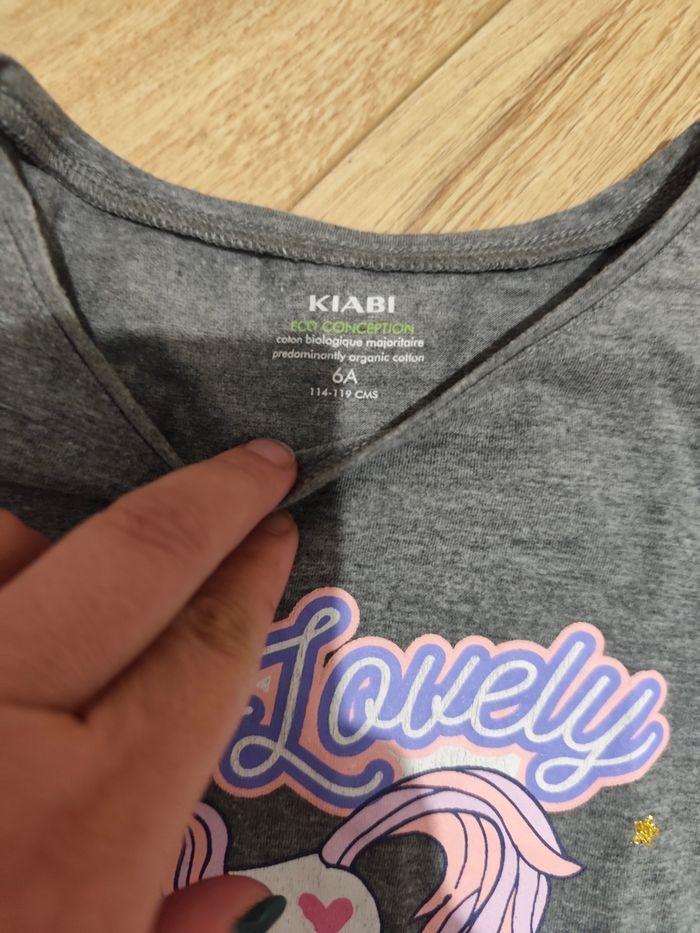 KIABI
ECO CONCEPTION
coton biologique majoritaire
predominantly organic cotton
6A
114-119 CMS
Lovely